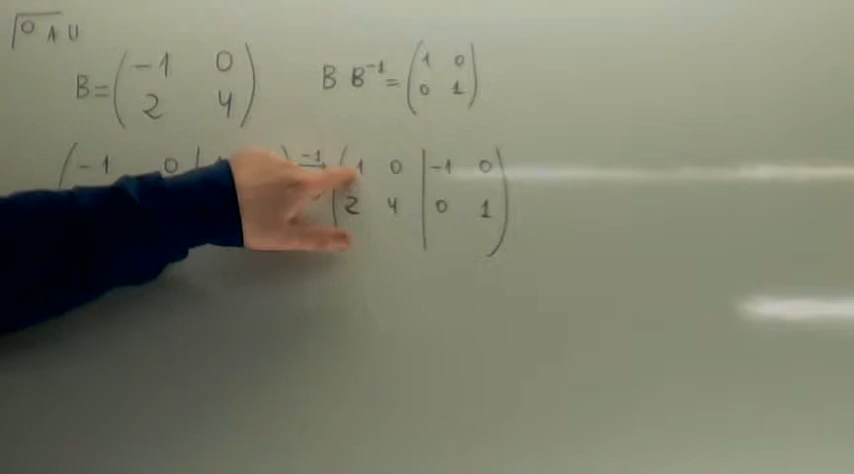 B = ( -1 0 ; 2 4 )  B B⁻¹ = ( 1 0 ; 0 1 )
( -1 0 | →^{-1} ( 1 0 | -1 0 ; 2 4 | 0 1 )